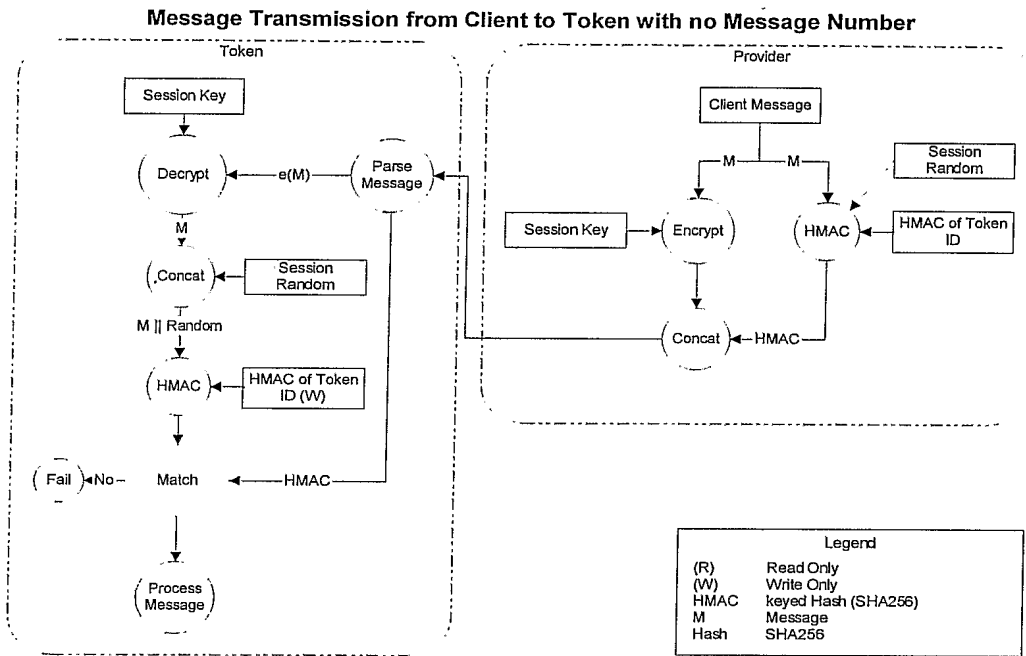 Message Transmission from Client to Token with no Message Number
Token
Session Key
Decrypt
e(M)
Parse
Message
M
Concat
Session
Random
M || Random
HMAC
HMAC of Token
ID (W)
Fail
No
Match
HMAC
Process
Message
Provider
Client Message
M
M
Session
Random
Session Key
Encrypt
HMAC
HMAC of Token
ID
Concat
HMAC
Legend
(R) Read Only
(W) Write Only
HMAC keyed Hash (SHA256)
M Message
Hash SHA256